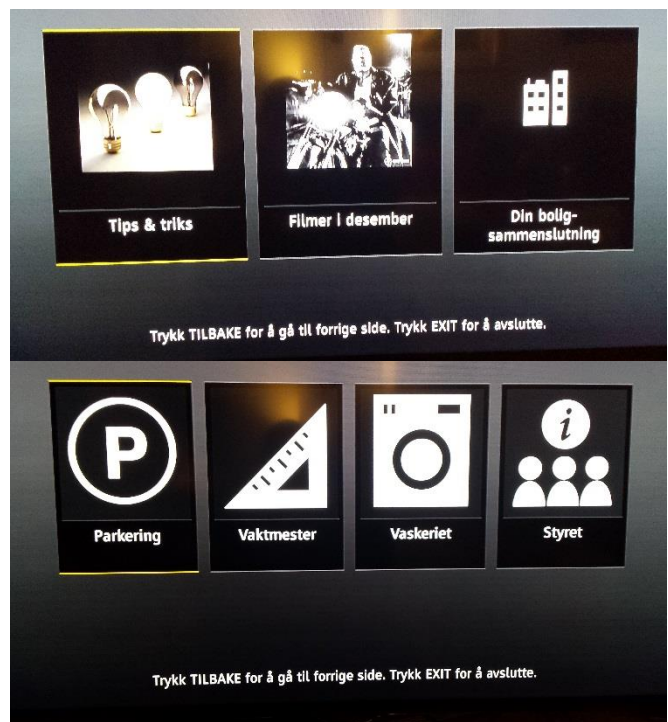 Tips & triks
Filmer i desember
Din bolig-
sammenslutning
Trykk TILBAKE for å gå til forrige side. Trykk EXIT for å avslutte.
P
Parkering
Vaktmester
Vaskeriet
i
Styret
Trykk TILBAKE for å gå til forrige side. Trykk EXIT for å avslutte.